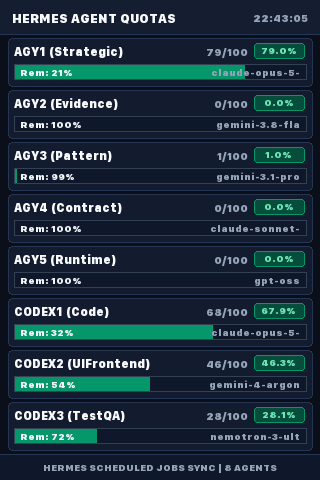 HERMES AGENT QUOTAS 22:43:05
AGY1 (Strategic) 79/100 79.0%
Rem: 21% claude-opus-5-
AGY2 (Evidence) 0/100 0.0%
Rem: 100% gemini-3.8-fla
AGY3 (Pattern) 1/100 1.0%
Rem: 99% gemini-3.1-pro
AGY4 (Contract) 0/100 0.0%
Rem: 100% claude-sonnet-
AGY5 (Runtime) 0/100 0.0%
Rem: 100% gpt-oss
CODEX1 (Code) 68/100 67.9%
Rem: 32% claude-opus-5-
CODEX2 (UIFrontend) 46/100 46.3%
Rem: 54% gemini-4-argon
CODEX3 (TestQA) 28/100 28.1%
Rem: 72% nemotron-3-ult
HERMES SCHEDULED JOBS SYNC | 8 AGENTS